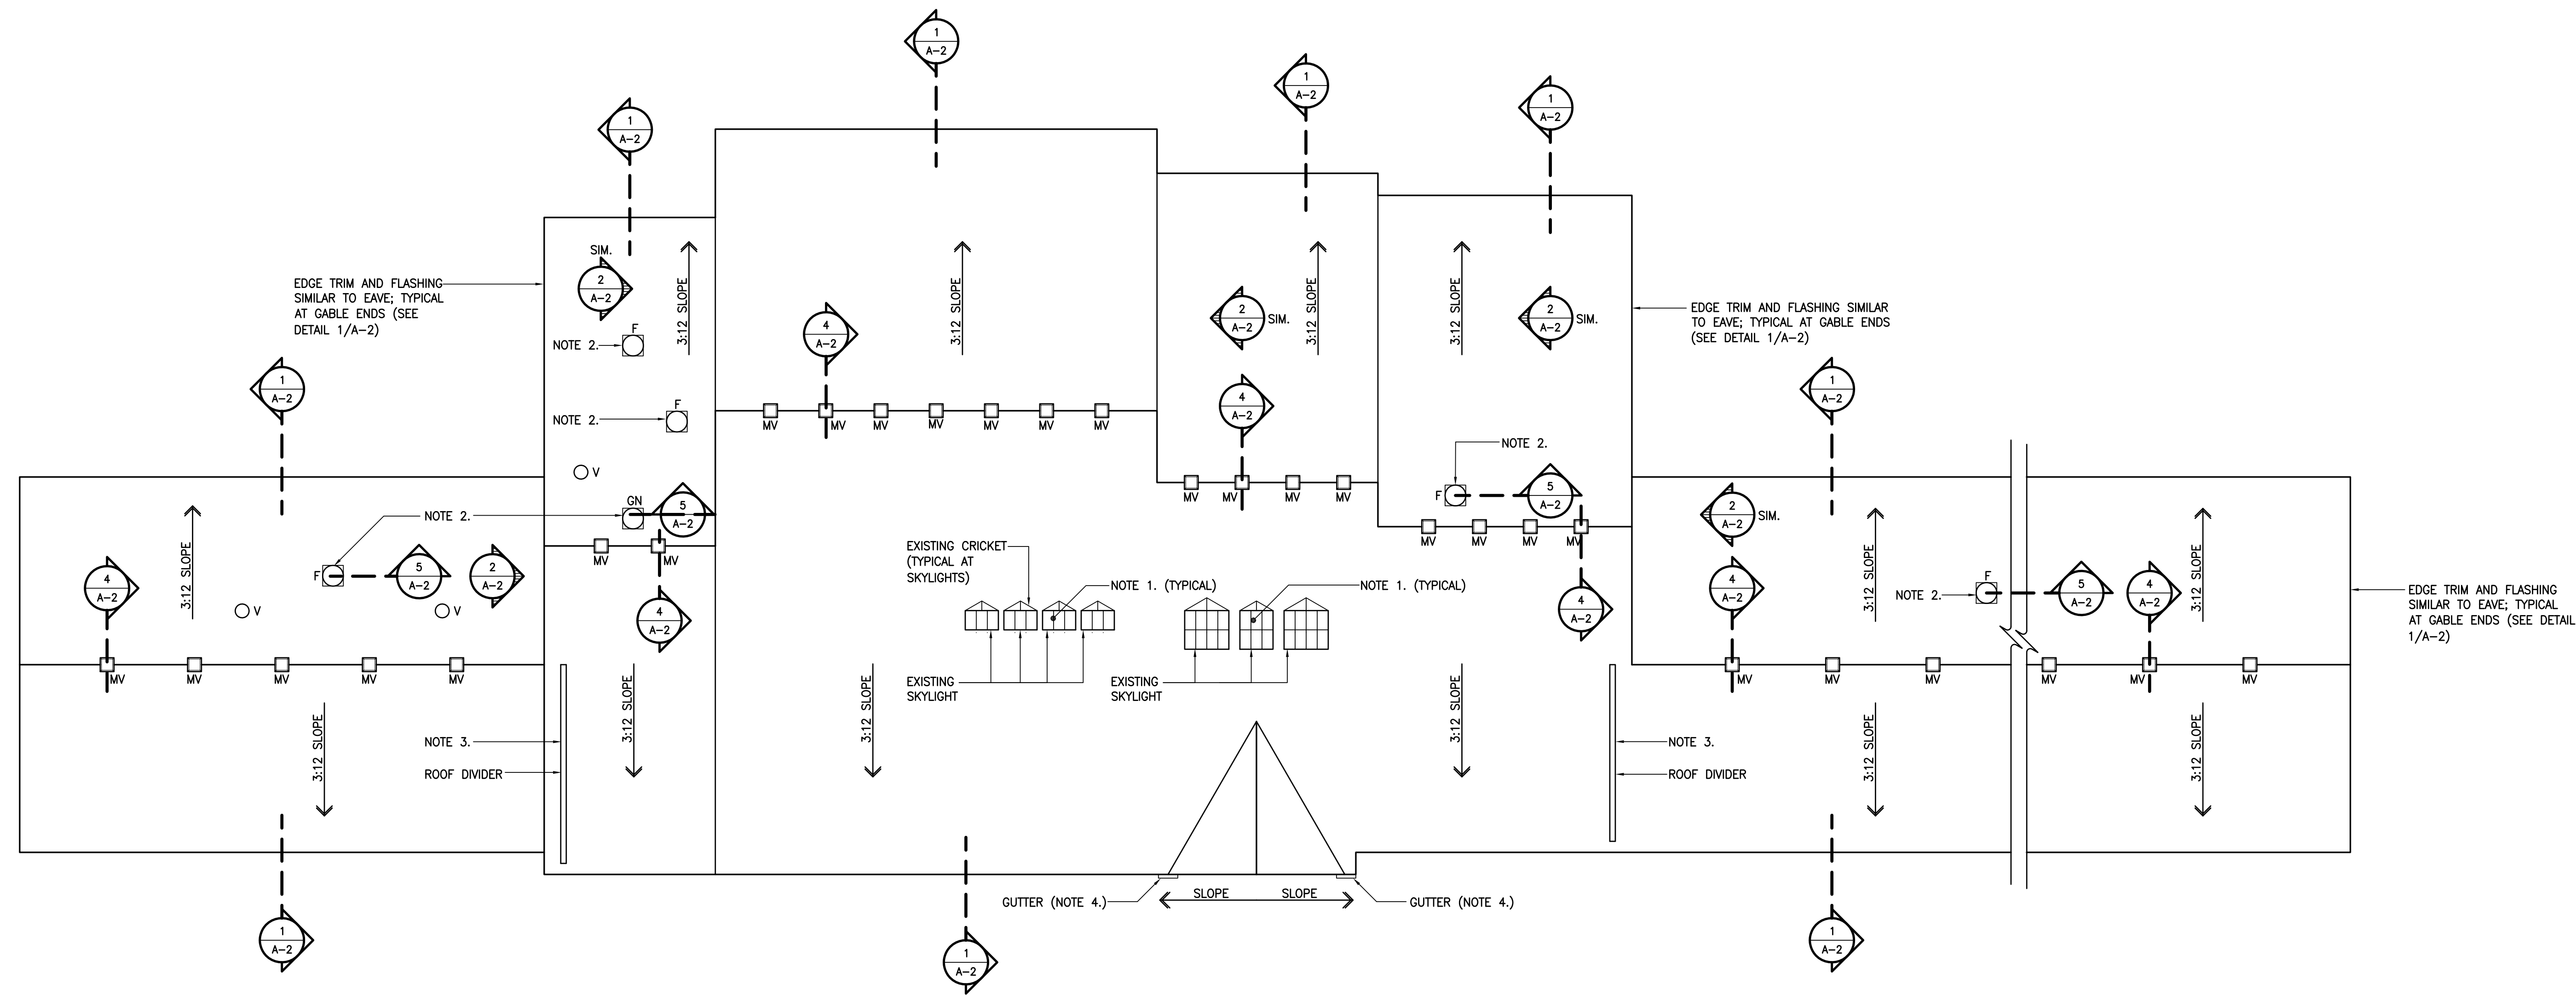 1
A-2
1
A-2
1
A-2
1
A-2
SIM.
2
A-2
3:12 SLOPE
3:12 SLOPE
3:12 SLOPE
3:12 SLOPE
EDGE TRIM AND FLASHING
SIMILAR TO EAVE; TYPICAL
AT GABLE ENDS (SEE
DETAIL 1/A-2)
EDGE TRIM AND FLASHING SIMILAR
TO EAVE; TYPICAL AT GABLE ENDS
(SEE DETAIL 1/A-2)
2
A-2
SIM.
2
A-2
SIM.
F
NOTE 2.
4
A-2
1
A-2
1
A-2
F
NOTE 2.
4
A-2
MV
MV
MV
MV
MV
MV
MV
NOTE 2.
V
GN
5
A-2
NOTE 2.
F
5
A-2
MV
MV
MV
MV
MV
MV
MV
MV
2
A-2
SIM.
NOTE 2.
3:12 SLOPE
F
5
A-2
2
A-2
4
A-2
V
V
MV
MV
4
A-2
EXISTING CRICKET
(TYPICAL AT
SKYLIGHTS)
NOTE 1. (TYPICAL)
NOTE 1. (TYPICAL)
4
A-2
4
A-2
3:12 SLOPE
NOTE 2.
F
5
A-2
4
A-2
3:12 SLOPE
EDGE TRIM AND FLASHING
SIMILAR TO EAVE; TYPICAL
AT GABLE ENDS (SEE DETAIL
1/A-2)
MV
MV
MV
MV
MV
EXISTING
SKYLIGHT
EXISTING
SKYLIGHT
MV
MV
MV
MV
MV
MV
3:12 SLOPE
3:12 SLOPE
3:12 SLOPE
3:12 SLOPE
3:12 SLOPE
3:12 SLOPE
NOTE 3.
ROOF DIVIDER
NOTE 3.
ROOF DIVIDER
GUTTER (NOTE 4.)
SLOPE
SLOPE
GUTTER (NOTE 4.)
1
A-2
1
A-2
1
A-2